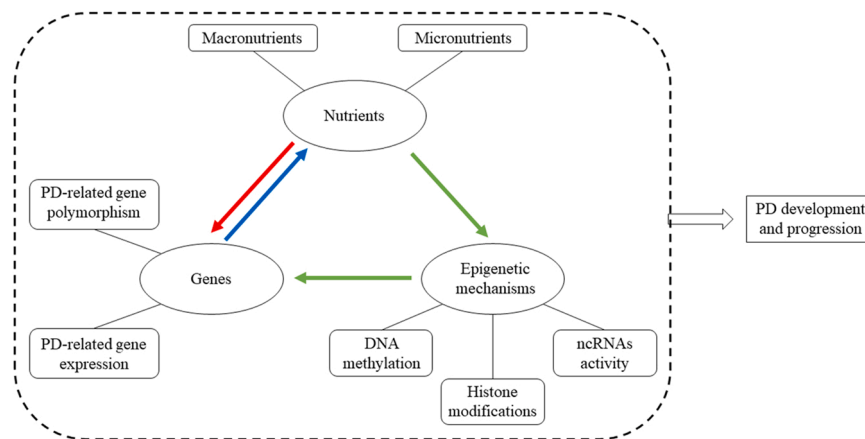 Macronutrients
Micronutrients
Nutrients
PD-related gene
polymorphism
PD development
and progression
Genes
Epigenetic
mechanisms
PD-related gene
expression
DNA
methylation
ncRNAs
activity
Histone
modifications